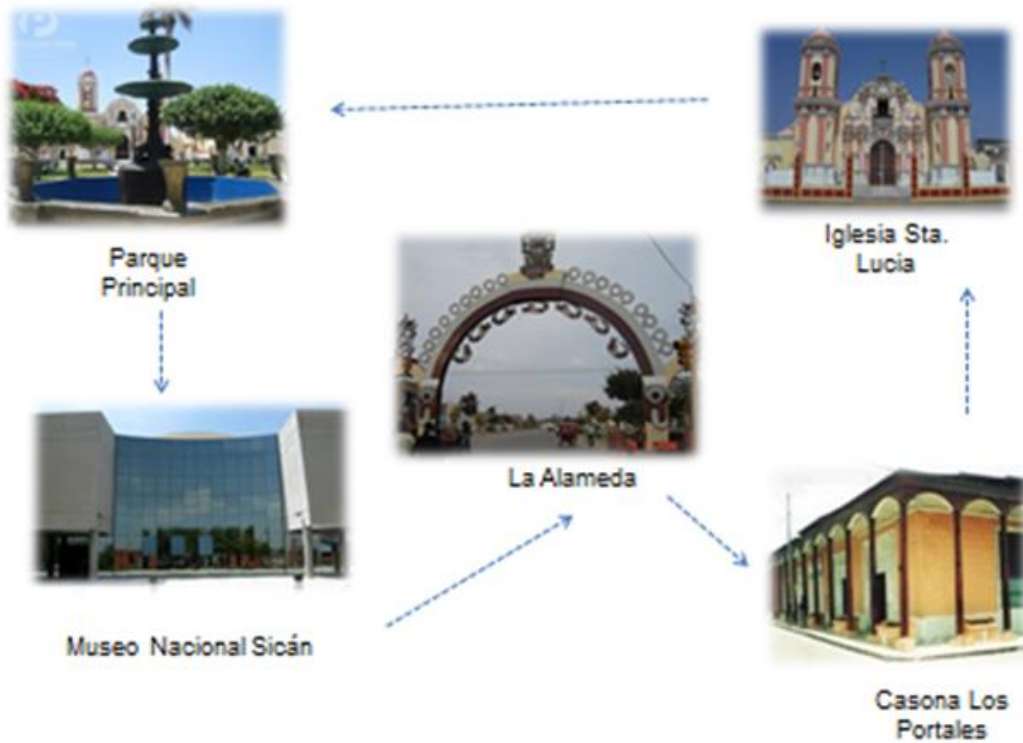 Parque
Principal
Iglesia Sta.
Lucia
La Alameda
Museo Nacional Sicán
Casona Los
Portales